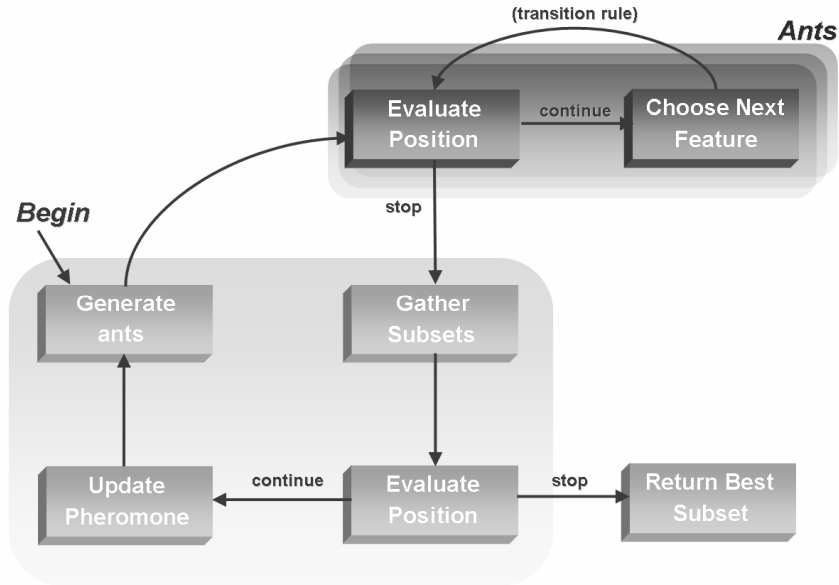 (transition rule)
Ants
Evaluate
Position
continue
Choose Next
Feature
stop
Begin
Generate
ants
Gather
Subsets
Update
Pheromone
continue
Evaluate
Position
stop
Return Best
Subset